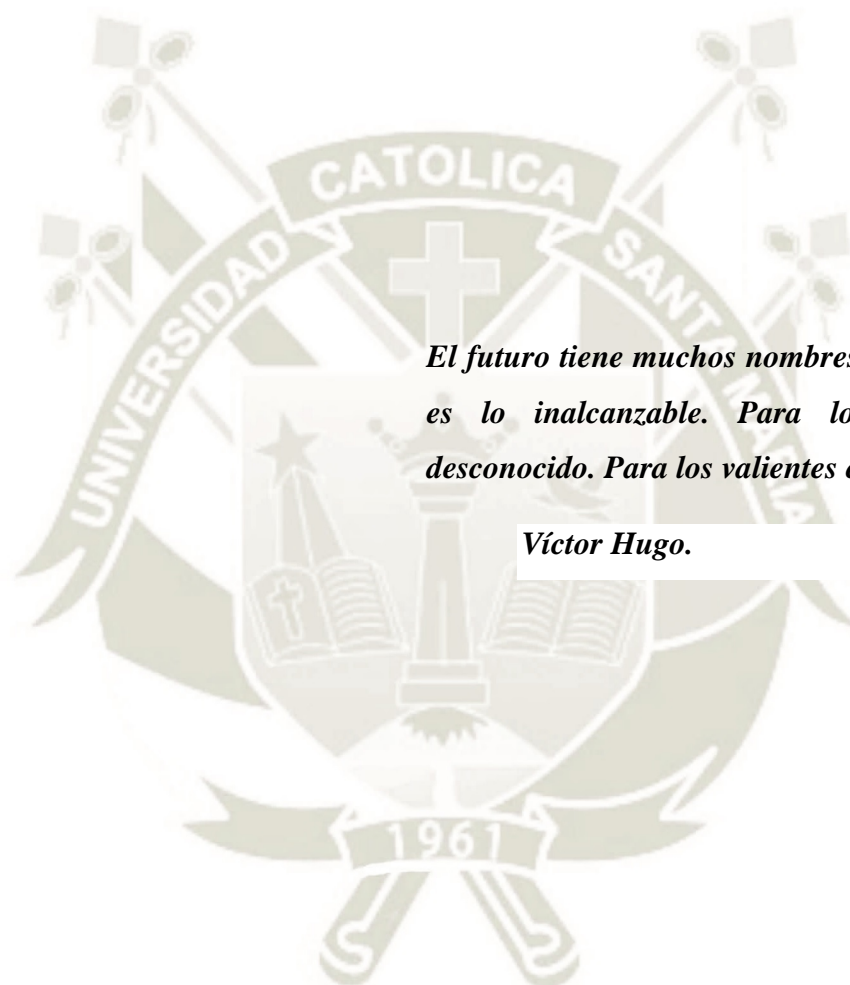 CATOLICA
UNIVERSIDAD
SANTA MARIA
El futuro tiene muchos nombres
es lo inalcanzable. Para lo
desconocido. Para los valientes
Víctor Hugo.
1961